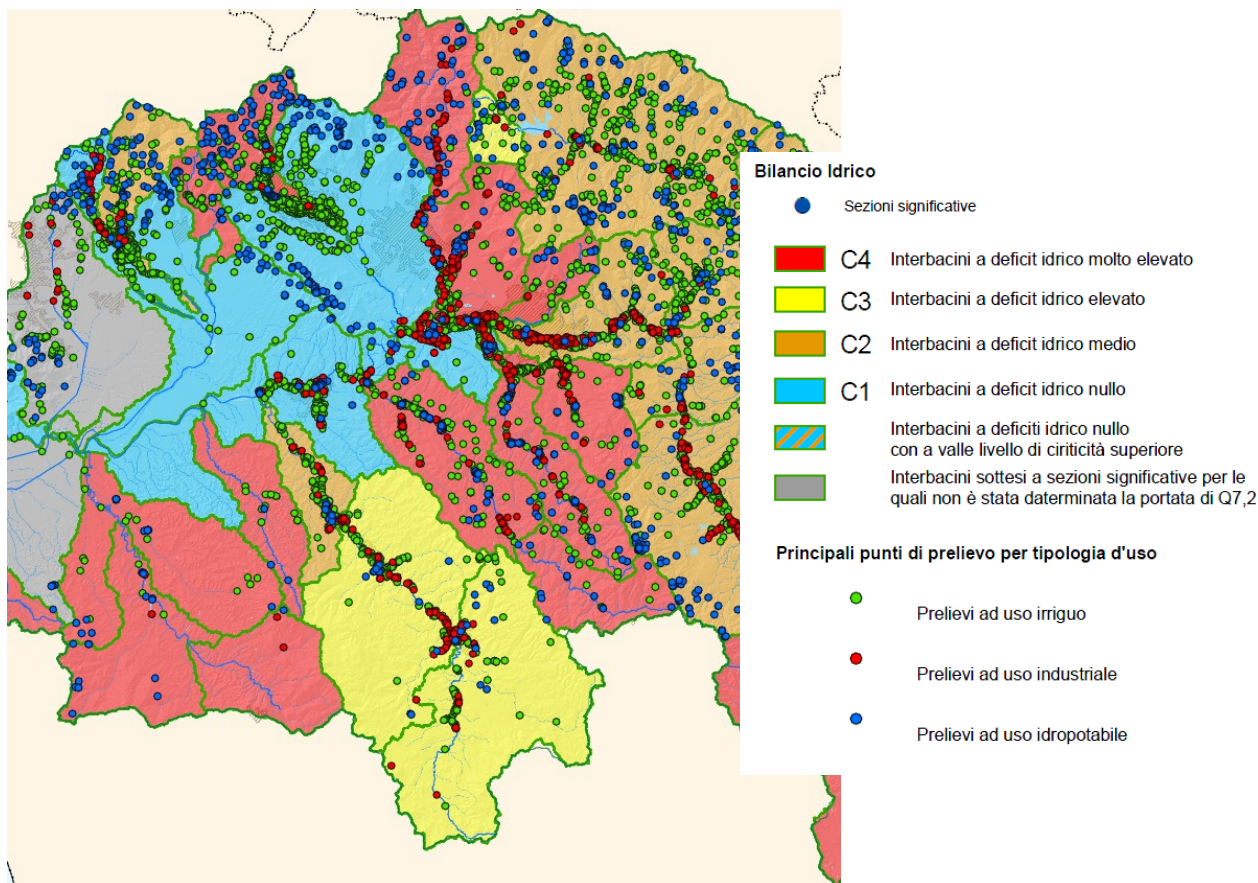 Bilancio Idrico
Sezioni significative
C4 Interbacini a deficit idrico molto elevato
C3 Interbacini a deficit idrico elevato
C2 Interbacini a deficit idrico medio
C1 Interbacini a deficit idrico nullo
Interbacini a deficiti idrico nullo
con a valle livello di ciriticità superiore
Interbacini sottesi a sezioni significative per le
quali non è stata daterminata la portata di Q7,2
Principali punti di prelievo per tipologia d'uso
Prelievi ad uso irriguo
Prelievi ad uso industriale
Prelievi ad uso idropotabile